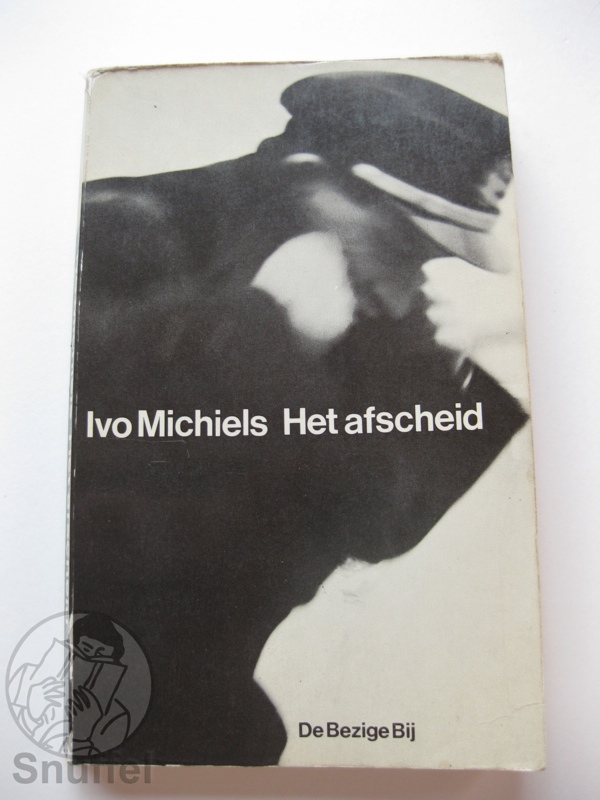 Ivo Michiels Het afscheid
De Bezige Bij
Snuffel